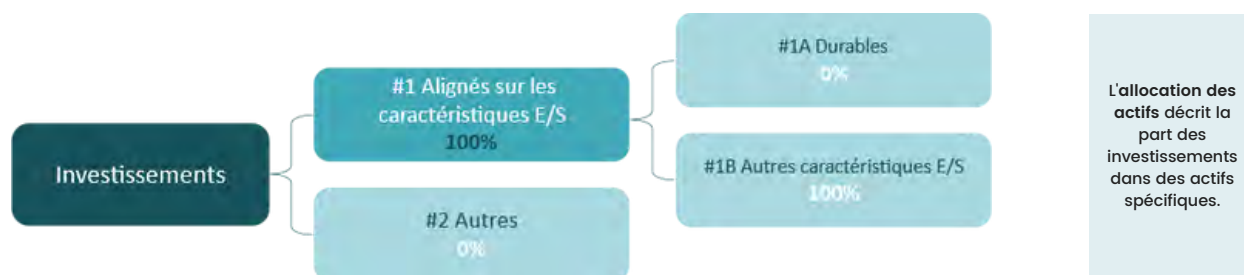 Investissements
#1 Alignés sur les
caractéristiques E/S
100%
#2 Autres
0%
#1A Durables
0%
#1B Autres caractéristiques E/S
100%
L'allocation des
actifs décrit la
part des
investissements
dans des actifs
spécifiques.